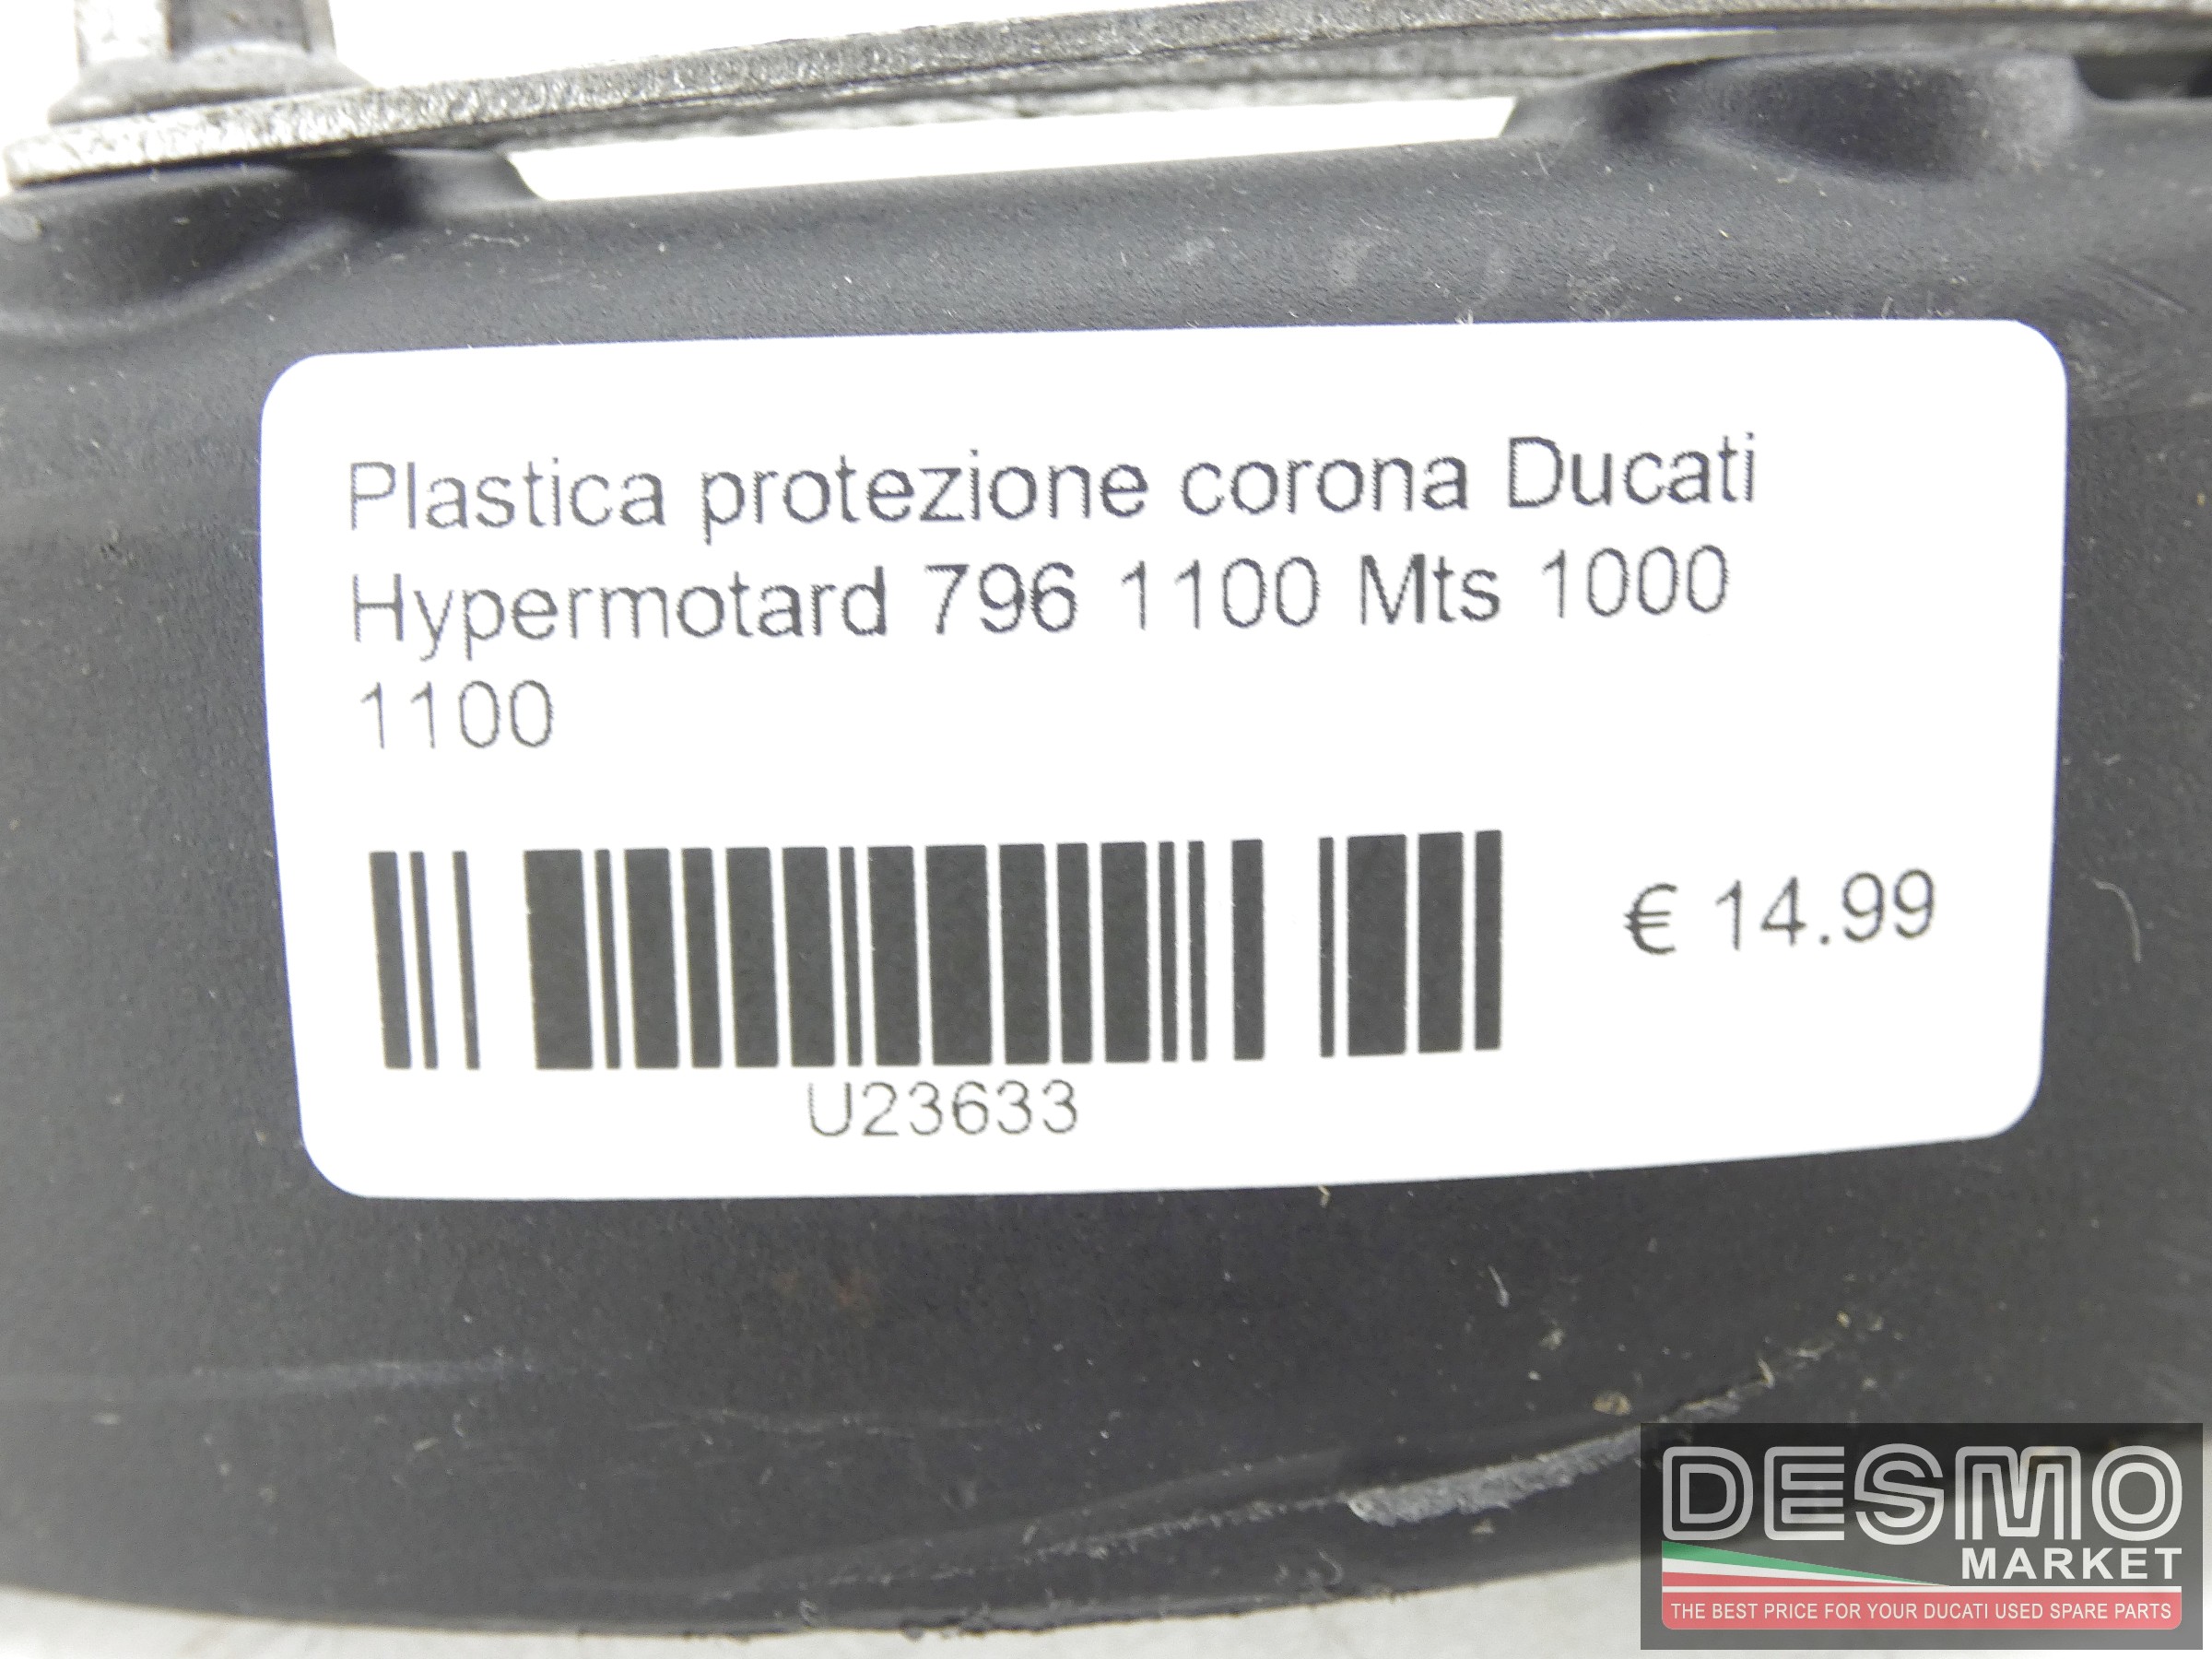 Plastica protezione corona Ducati
Hypermotard 796 1100 Mts 1000
1100
€ 14.99
U23633
DESMO
MARKET
THE BEST PRICE FOR YOUR DUCATI USED SPARE PARTS